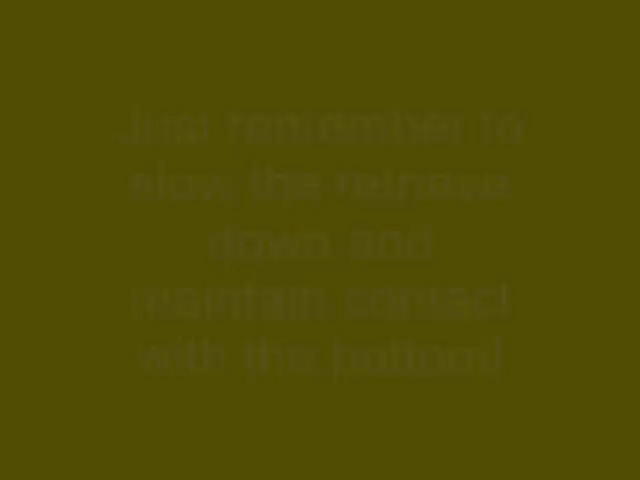 Just remember to
slow the retrieve
down and
maintain contact
with the bottom!